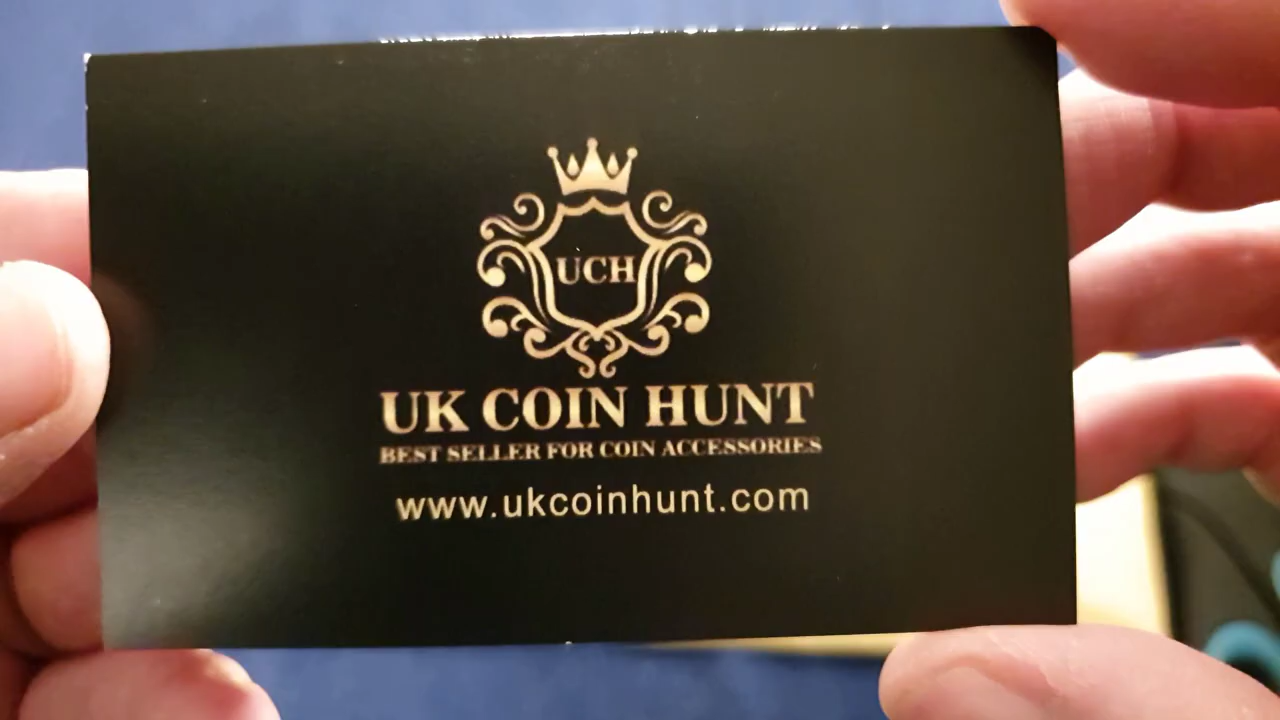 UCH
UK COIN HUNT
BEST SELLER FOR COIN ACCESSORIES
www.ukcoinhunt.com